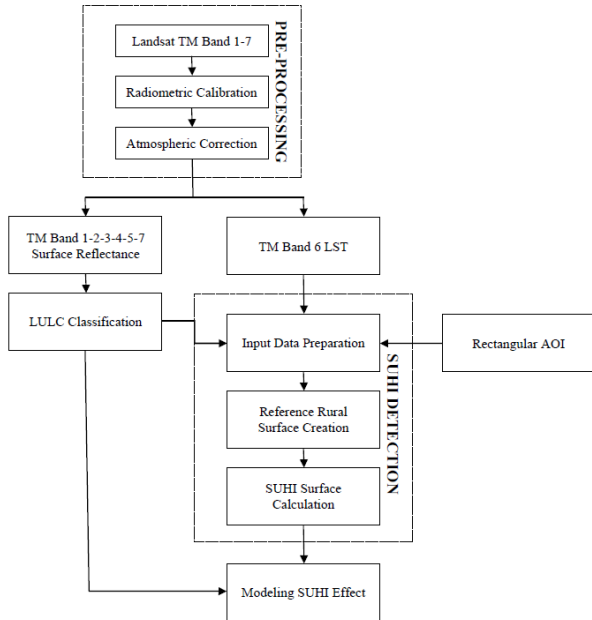 Landsat TM Band 1-7
Radiometric Calibration
Atmospheric Correction
PRE-PROCESSING
TM Band 1-2-3-4-5-7
Surface Reflectance
TM Band 6 LST
LULC Classification
Input Data Preparation
Rectangular AOI
Reference Rural
Surface Creation
SUHI Surface
Calculation
SUHI DETECTION
Modeling SUHI Effect